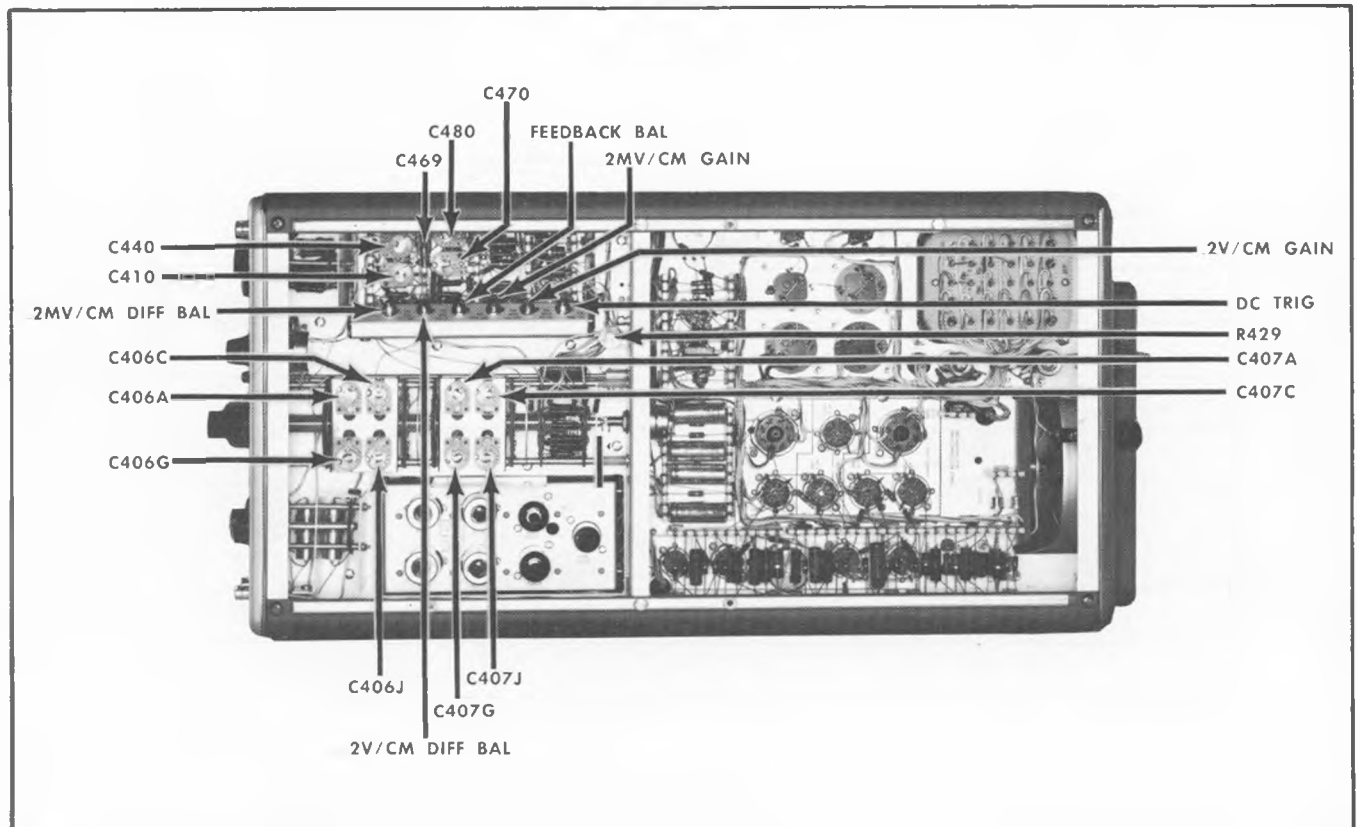 C470
C480
FEEDBACK BAL
C469
2MV/CM GAIN
C440
.2V/CM GAIN
C410
DC TRIG
2MV/CM DIFF BAL
R429
C406C
C407A
C406A
C407C
C406G
C406J
C407J
C407G
2V/CM DIFF BAL